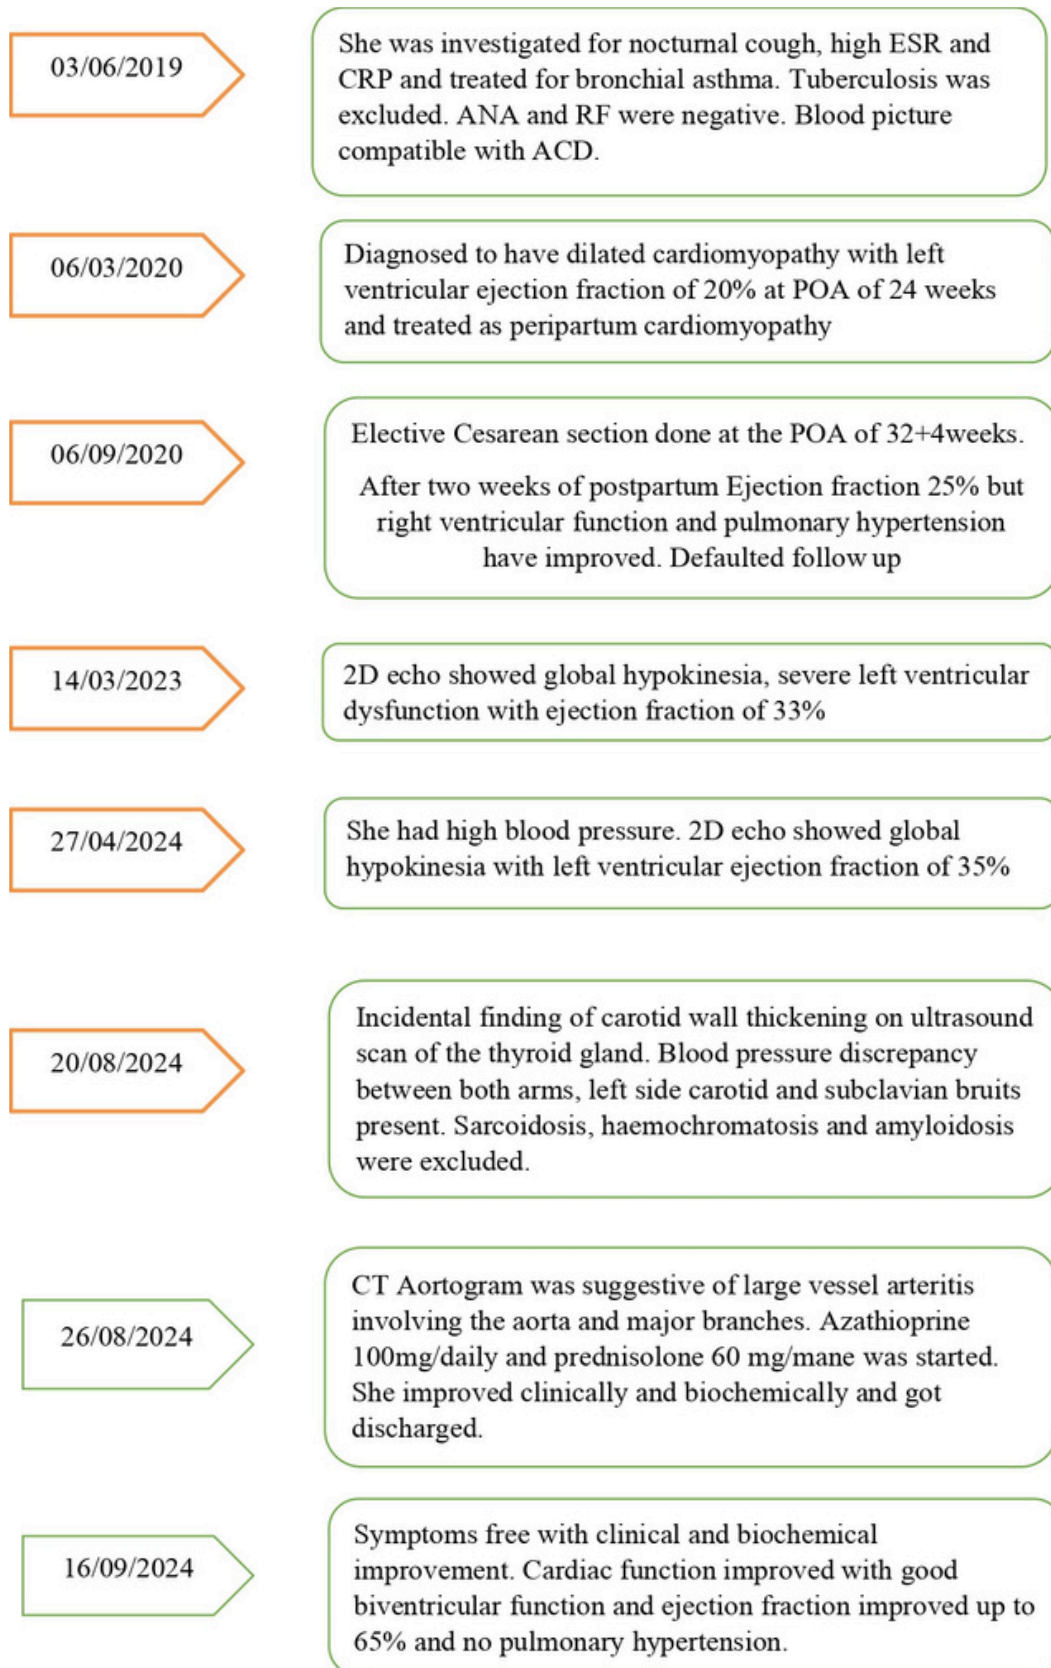 03/06/2019
She was investigated for nocturnal cough, high ESR and
CRP and treated for bronchial asthma. Tuberculosis was
excluded. ANA and RF were negative. Blood picture
compatible with ACD.
06/03/2020
Diagnosed to have dilated cardiomyopathy with left
ventricular ejection fraction of 20% at POA of 24 weeks
and treated as peripartum cardiomyopathy
06/09/2020
Elective Cesarean section done at the POA of 32+4weeks.
After two weeks of postpartum Ejection fraction 25% but
right ventricular function and pulmonary hypertension
have improved. Defaulted follow up
14/03/2023
2D echo showed global hypokinesia, severe left ventricular
dysfunction with ejection fraction of 33%
27/04/2024
She had high blood pressure. 2D echo showed global
hypokinesia with left ventricular ejection fraction of 35%
20/08/2024
Incidental finding of carotid wall thickening on ultrasound
scan of the thyroid gland. Blood pressure discrepancy
between both arms, left side carotid and subclavian bruits
present. Sarcoidosis, haemochromatosis and amyloidosis
were excluded.
26/08/2024
CT Aortogram was suggestive of large vessel arteritis
involving the aorta and major branches. Azathioprine
100mg/daily and prednisolone 60 mg/mane was started.
She improved clinically and biochemically and got
discharged.
16/09/2024
Symptoms free with clinical and biochemical
improvement. Cardiac function improved with good
biventricular function and ejection fraction improved up to
65% and no pulmonary hypertension.